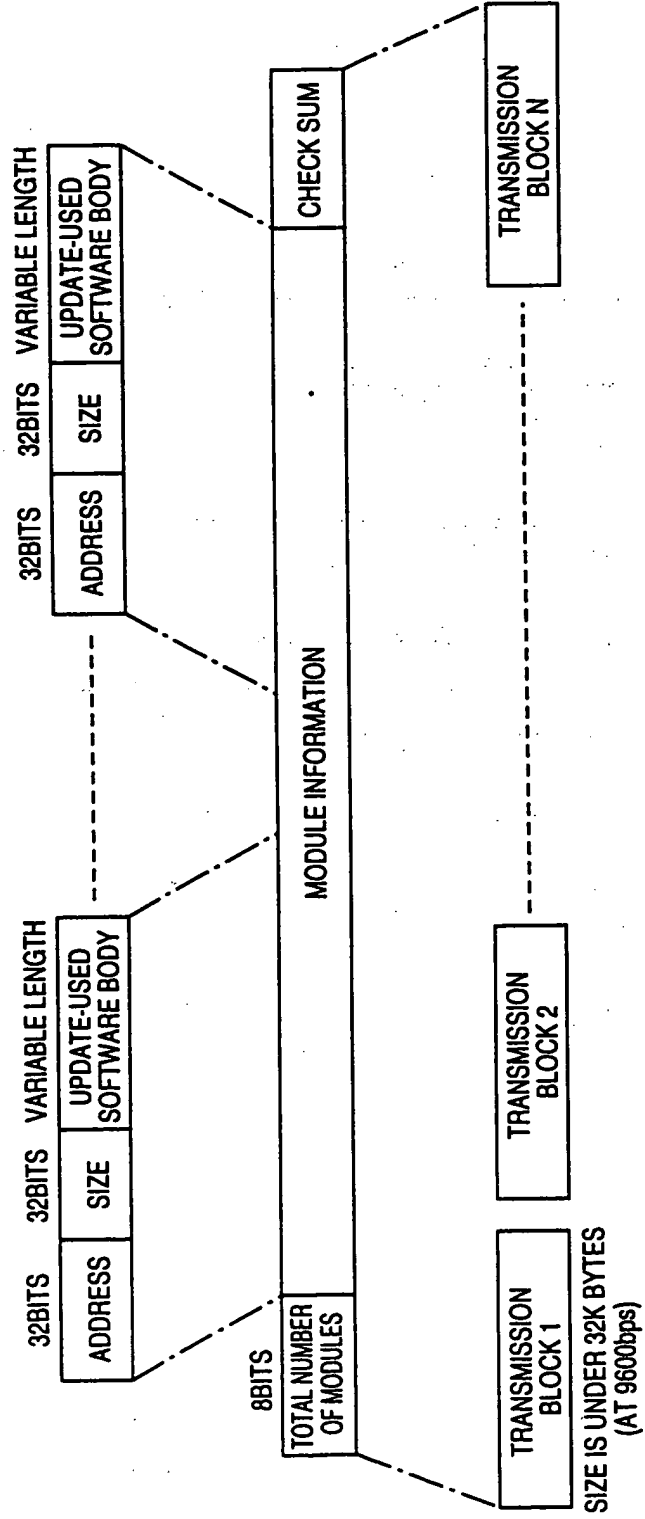 32BITS
32BITS
VARIABLE LENGTH
ADDRESS
SIZE
UPDATE-USED
SOFTWARE BODY
32BITS
32BITS
VARIABLE LENGTH
ADDRESS
SIZE
UPDATE-USED
SOFTWARE BODY
8BITS
TOTAL NUMBER
OF MODULES
MODULE INFORMATION
CHECK SUM
TRANSMISSION
BLOCK 1
TRANSMISSION
BLOCK 2
TRANSMISSION
BLOCK N
SIZE IS UNDER 32K BYTES
(AT 9600bps)